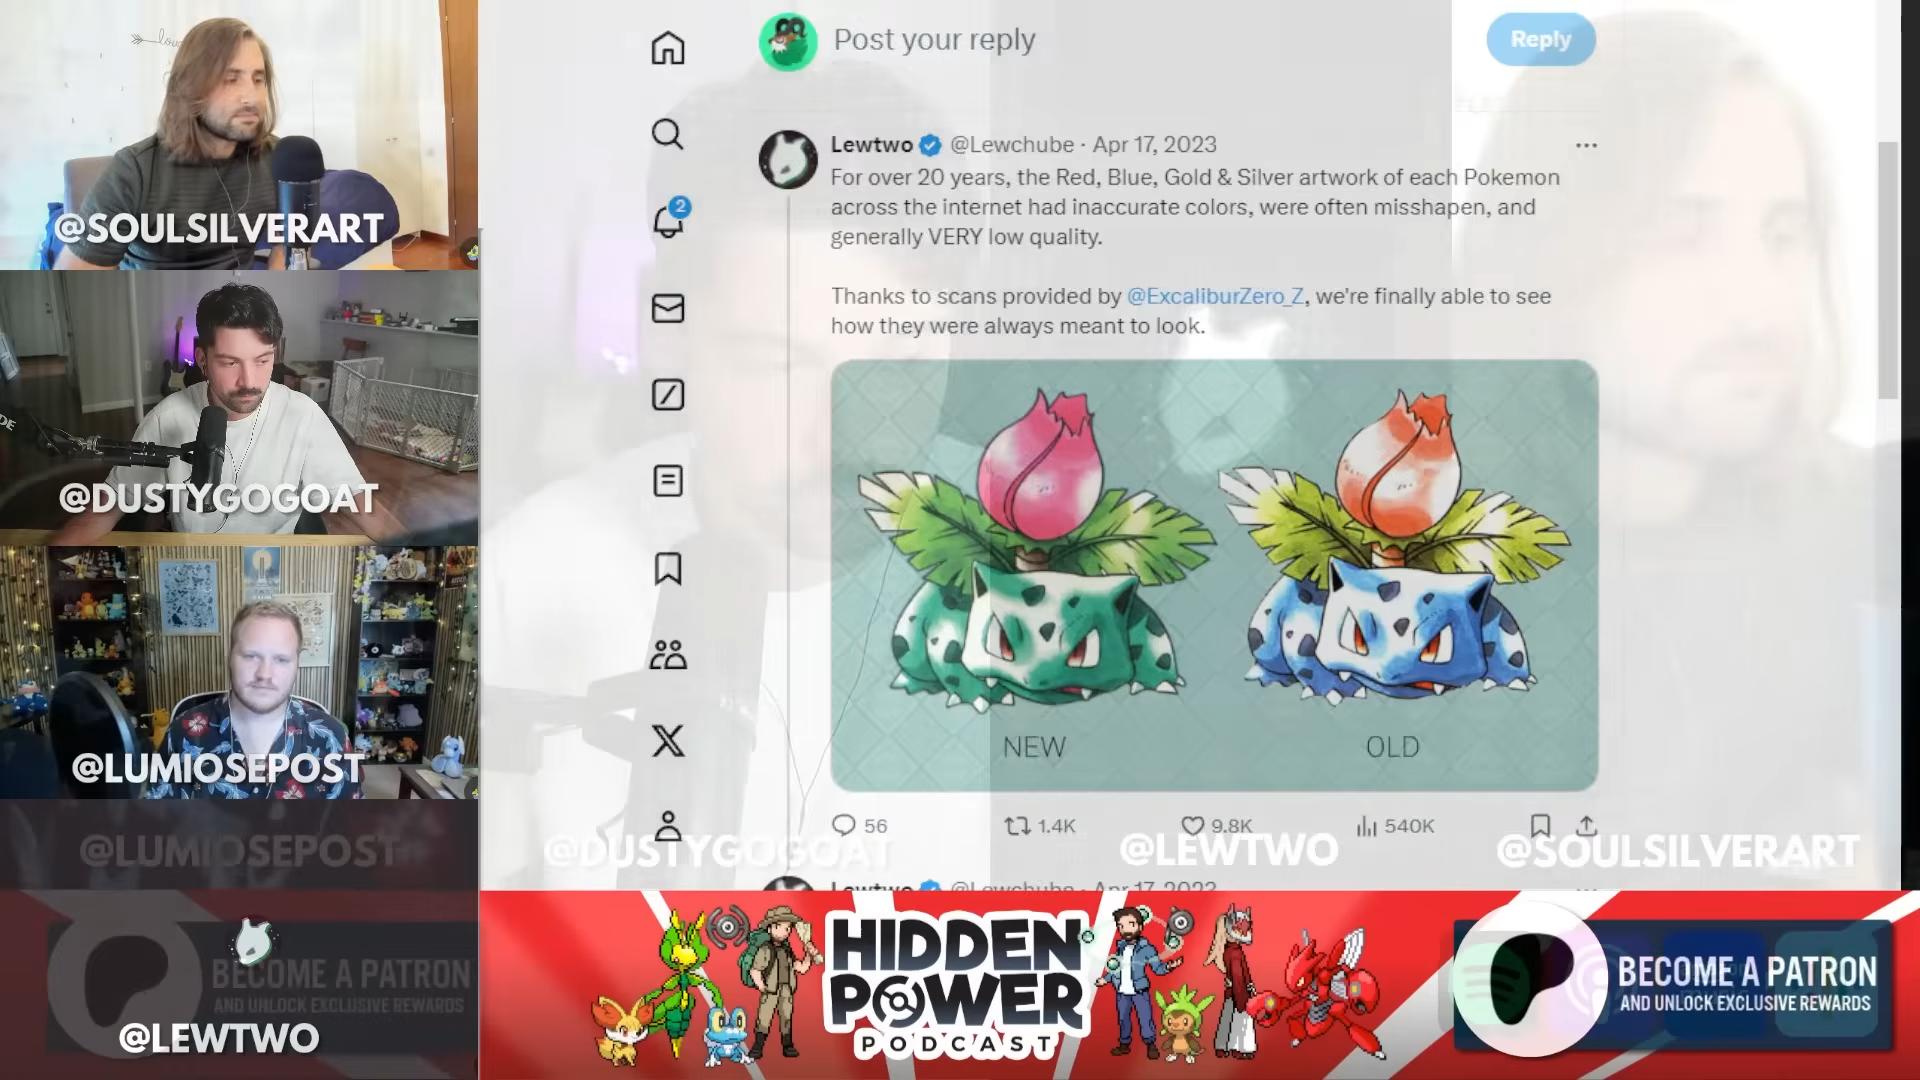 love
@SOULSILVERART
@DUSTYGOGOAT
@LUMIOSEPOST
@LUMIOSEPOST
BECOME A PATRON
AND UNLOCK EXCLUSIVE REWARDS
@LEWTWO
Post your reply
Reply
2
Lewtwo @Lewchube · Apr 17, 2023
For over 20 years, the Red, Blue, Gold & Silver artwork of each Pokemon
across the internet had inaccurate colors, were often misshapen, and
generally VERY low quality.
Thanks to scans provided by @ExcaliburZero_Z, we're finally able to see
how they were always meant to look.
NEW OLD
56 1.4K 9.8K 540K
@DUSTYGOGOAT @LEWTWO @SOULSILVERART
Lewtwo @Lewchube · Apr 17, 2023
HIDDEN
POWER
PODCAST
BECOME A PATRON
AND UNLOCK EXCLUSIVE REWARDS